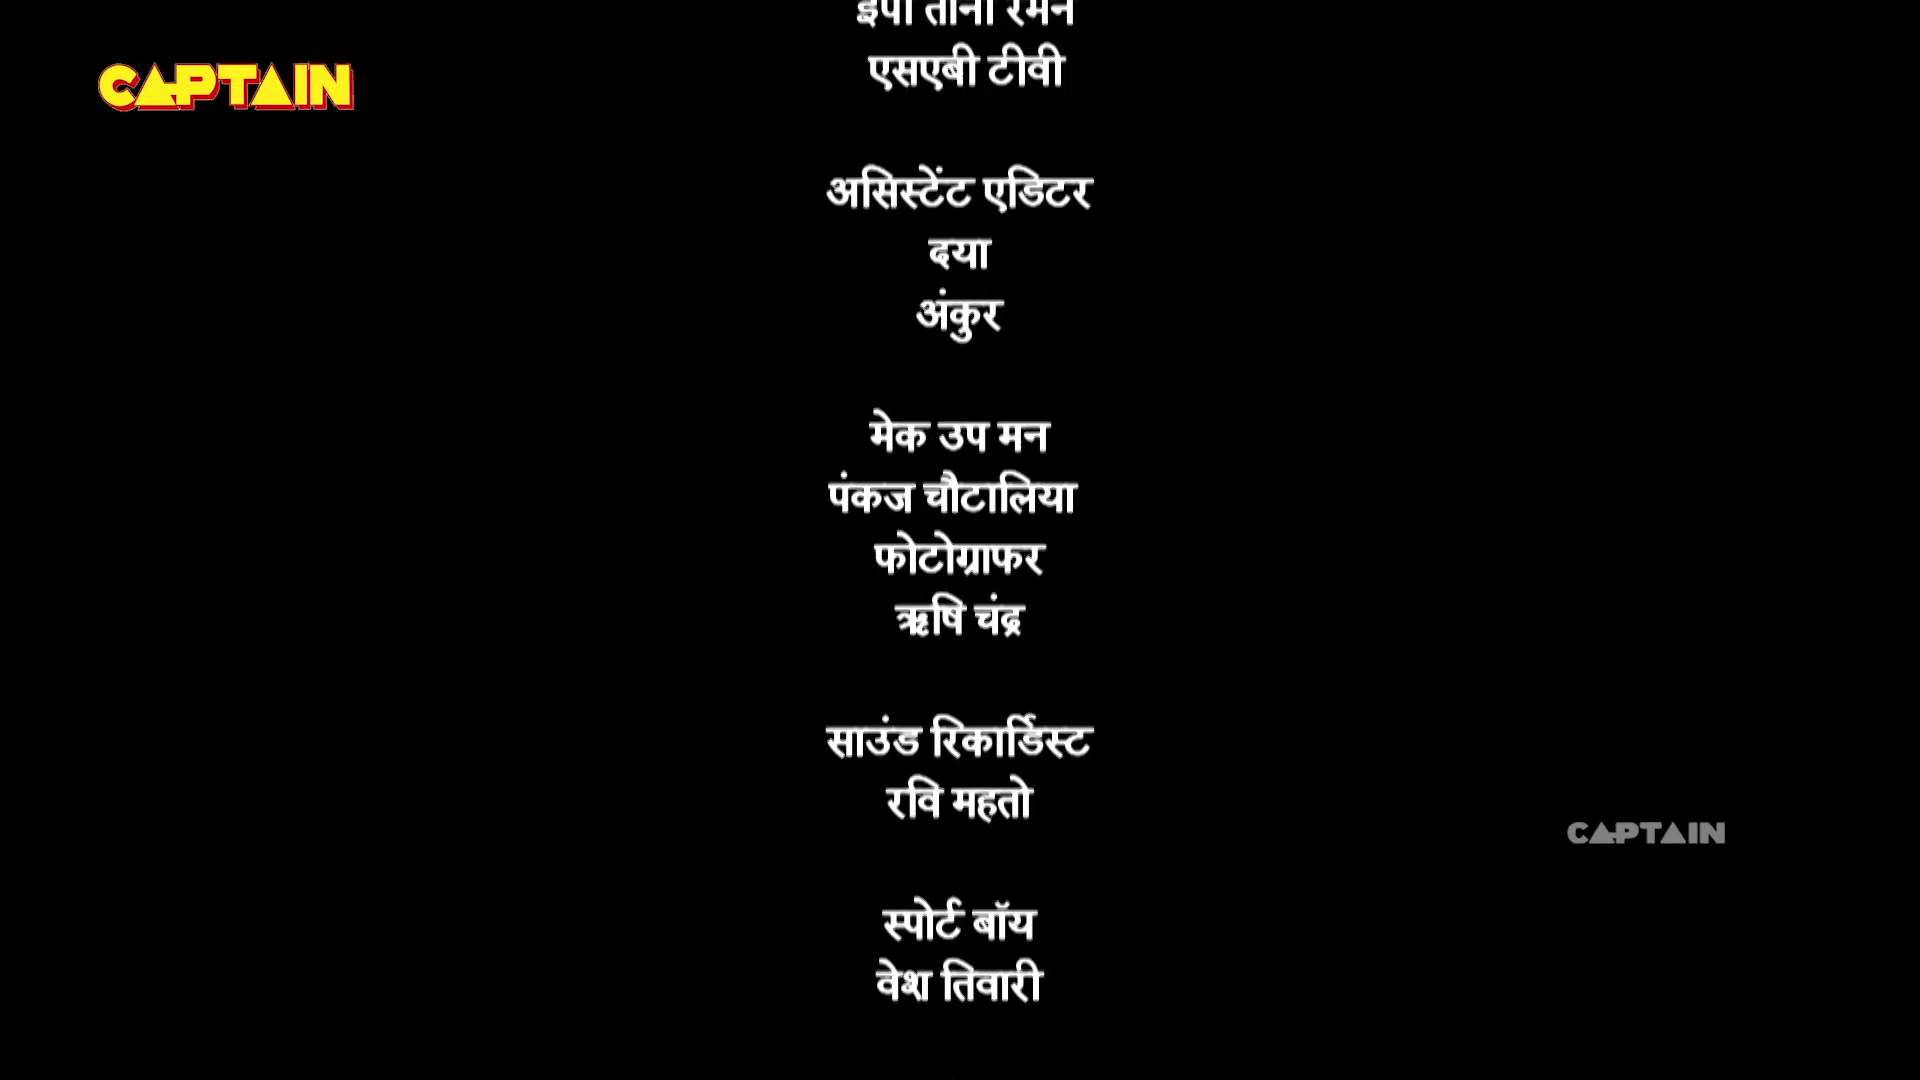 CAPTAIN
एसएबी टीवी
असिस्टेंट एडिटर
दया
अंकुर
मेक उप मन
पंकज चौटालिया
फोटोग्राफर
ऋषि चंद्र
साउंड रिकार्डिस्ट
रवि महतो
CAPTAIN
स्पोर्ट बॉय
वेश तिवारी